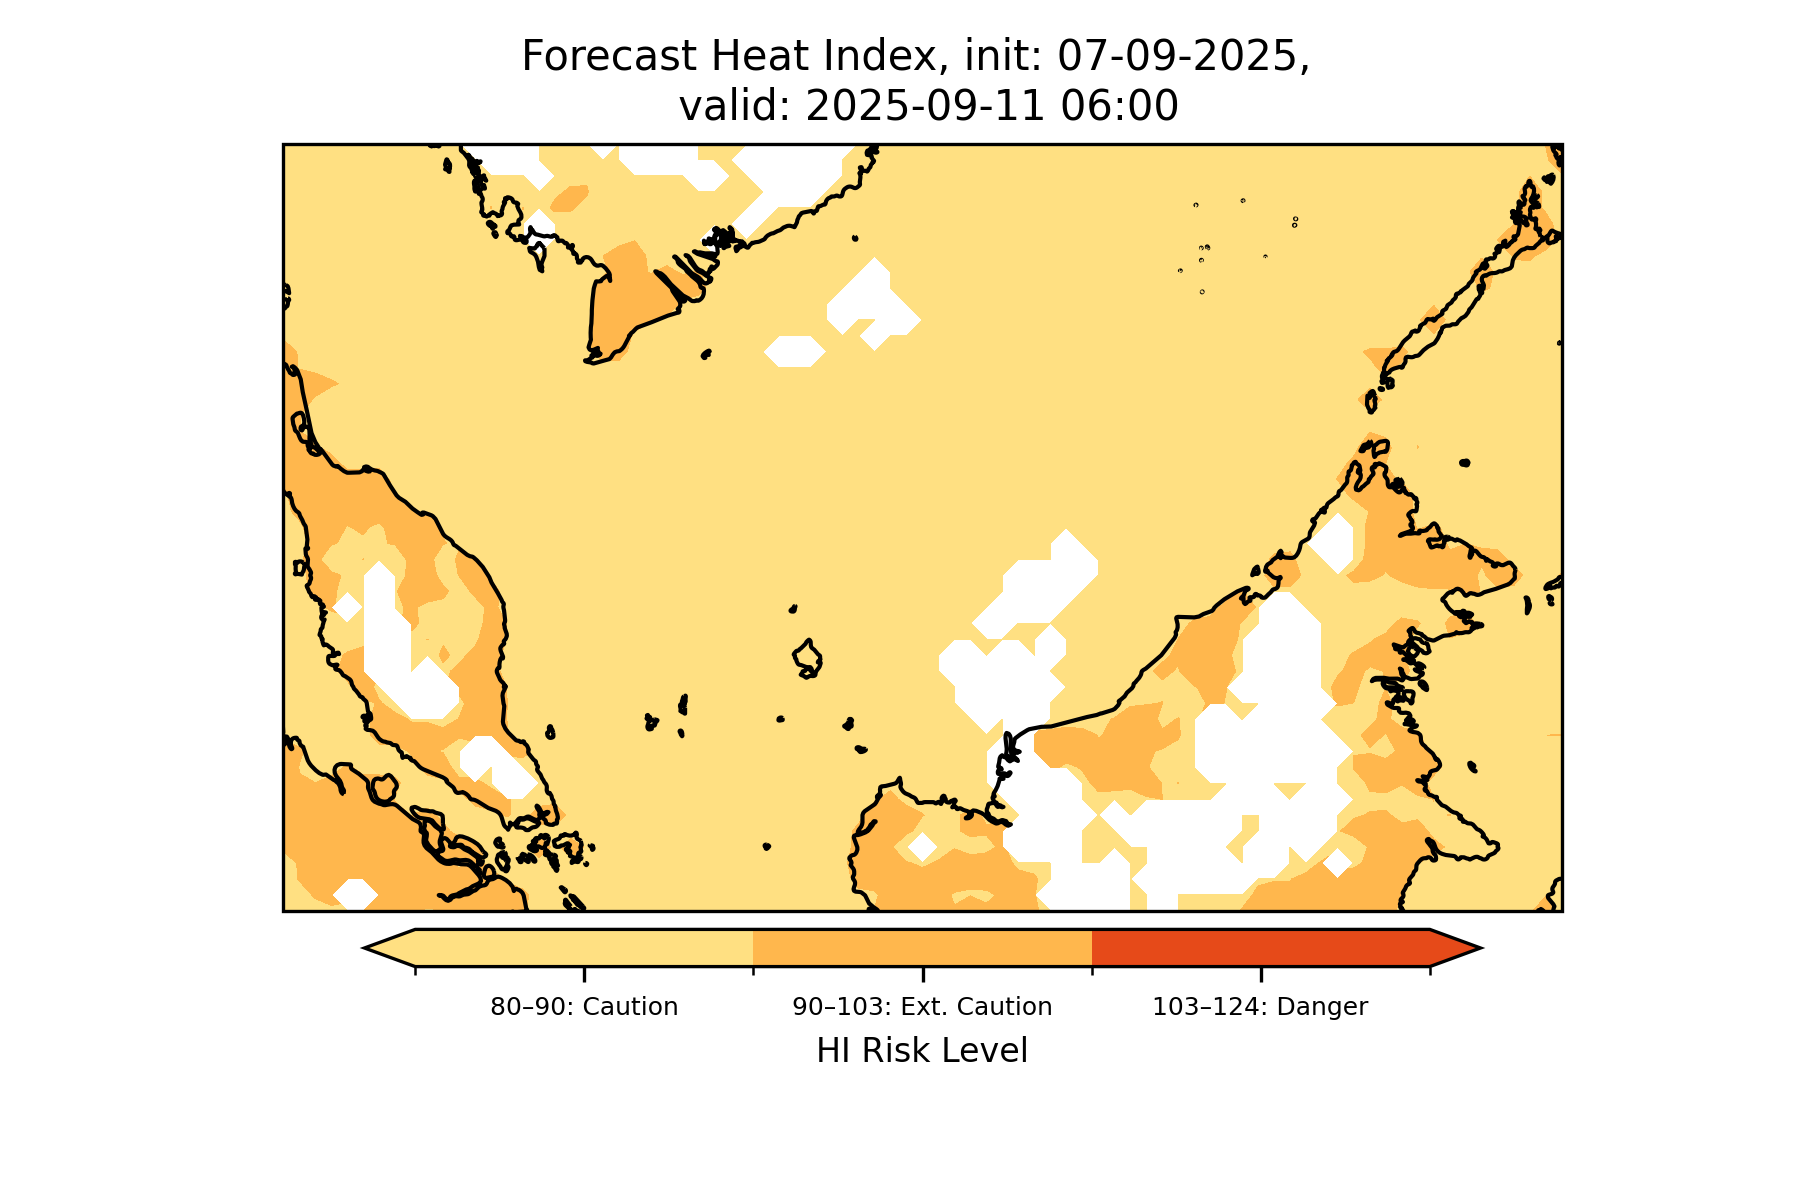 Forecast Heat Index, init: 07-09-2025,
valid: 2025-09-11 06:00
80–90: Caution
90–103: Ext. Caution
103–124: Danger
HI Risk Level